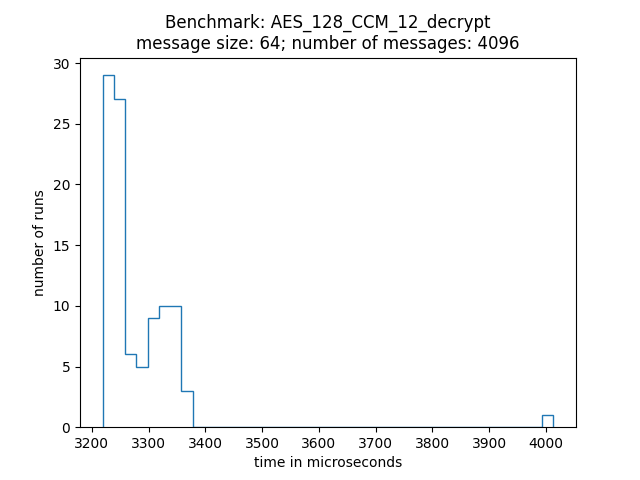 Benchmark: AES_128_CCM_12_decrypt
message size: 64; number of messages: 4096
30
25
20
15
10
5
0
number of runs
3200 3300 3400 3500 3600 3700 3800 3900 4000
time in microseconds